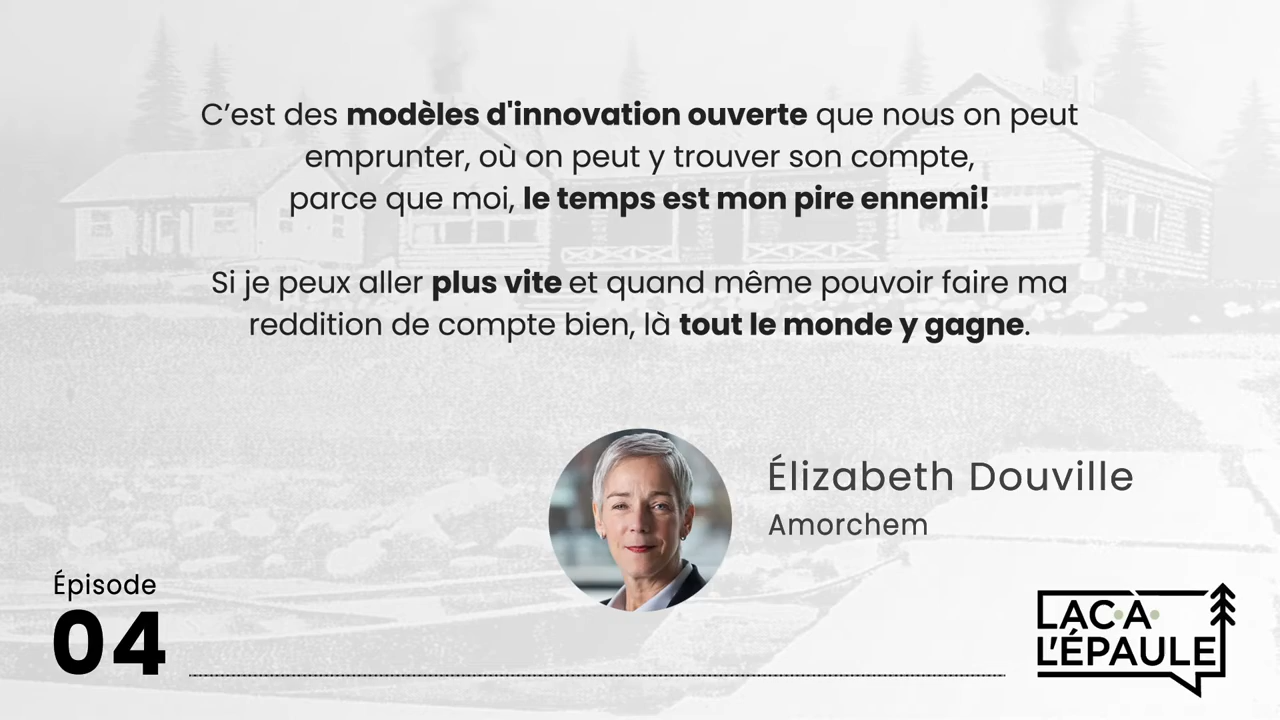 C’est des modèles d'innovation ouverte que nous on peut
emprunter, où on peut y trouver son compte,
parce que moi, le temps est mon pire ennemi!
Si je peux aller plus vite et quand même pouvoir faire ma
reddition de compte bien, là tout le monde y gagne.
Élizabeth Douville
Amorchem
Épisode
04
LAC·A·
L'ÉPAULE